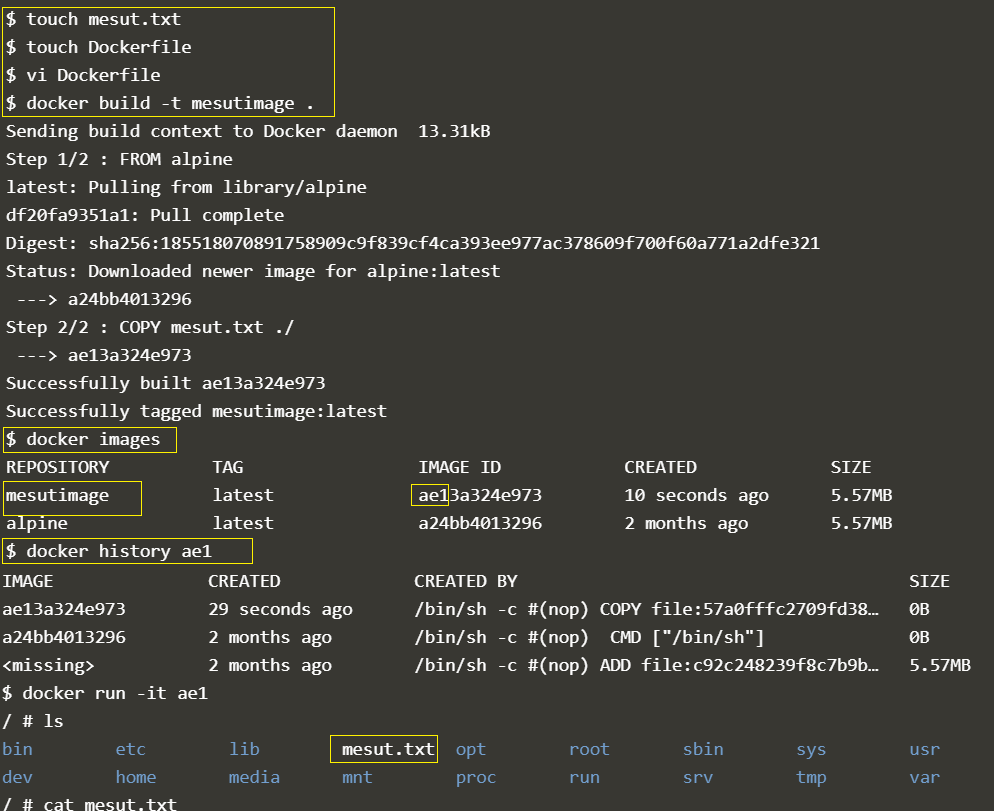 $ touch mesut.txt
$ touch Dockerfile
$ vi Dockerfile
$ docker build -t mesutimage .
Sending build context to Docker daemon  13.31kB
Step 1/2 : FROM alpine
latest: Pulling from library/alpine
df20fa9351a1: Pull complete
Digest: sha256:185518070891758909c9f839cf4ca393ee977ac378609f700f60a771a2dfe321
Status: Downloaded newer image for alpine:latest
 ---> a24bb4013296
Step 2/2 : COPY mesut.txt ./
 ---> ae13a324e973
Successfully built ae13a324e973
Successfully tagged mesutimage:latest
$ docker images
REPOSITORY          TAG                 IMAGE ID            CREATED             SIZE
mesutimage          latest              ae13a324e973        10 seconds ago      5.57MB
alpine              latest              a24bb4013296        2 months ago        5.57MB
$ docker history ae1
IMAGE               CREATED             CREATED BY                                      SIZE
ae13a324e973        29 seconds ago      /bin/sh -c #(nop) COPY file:57a0fffc2709fd38…   0B
a24bb4013296        2 months ago        /bin/sh -c #(nop)  CMD ["/bin/sh"]              0B
<missing>           2 months ago        /bin/sh -c #(nop) ADD file:c92c248239f8c7b9b…   5.57MB
$ docker run -it ae1
/ # ls
bin        etc        lib        mesut.txt  opt        root       sbin       sys        usr
dev        home       media      mnt        proc       run        srv        tmp        var
/ # cat mesut.txt